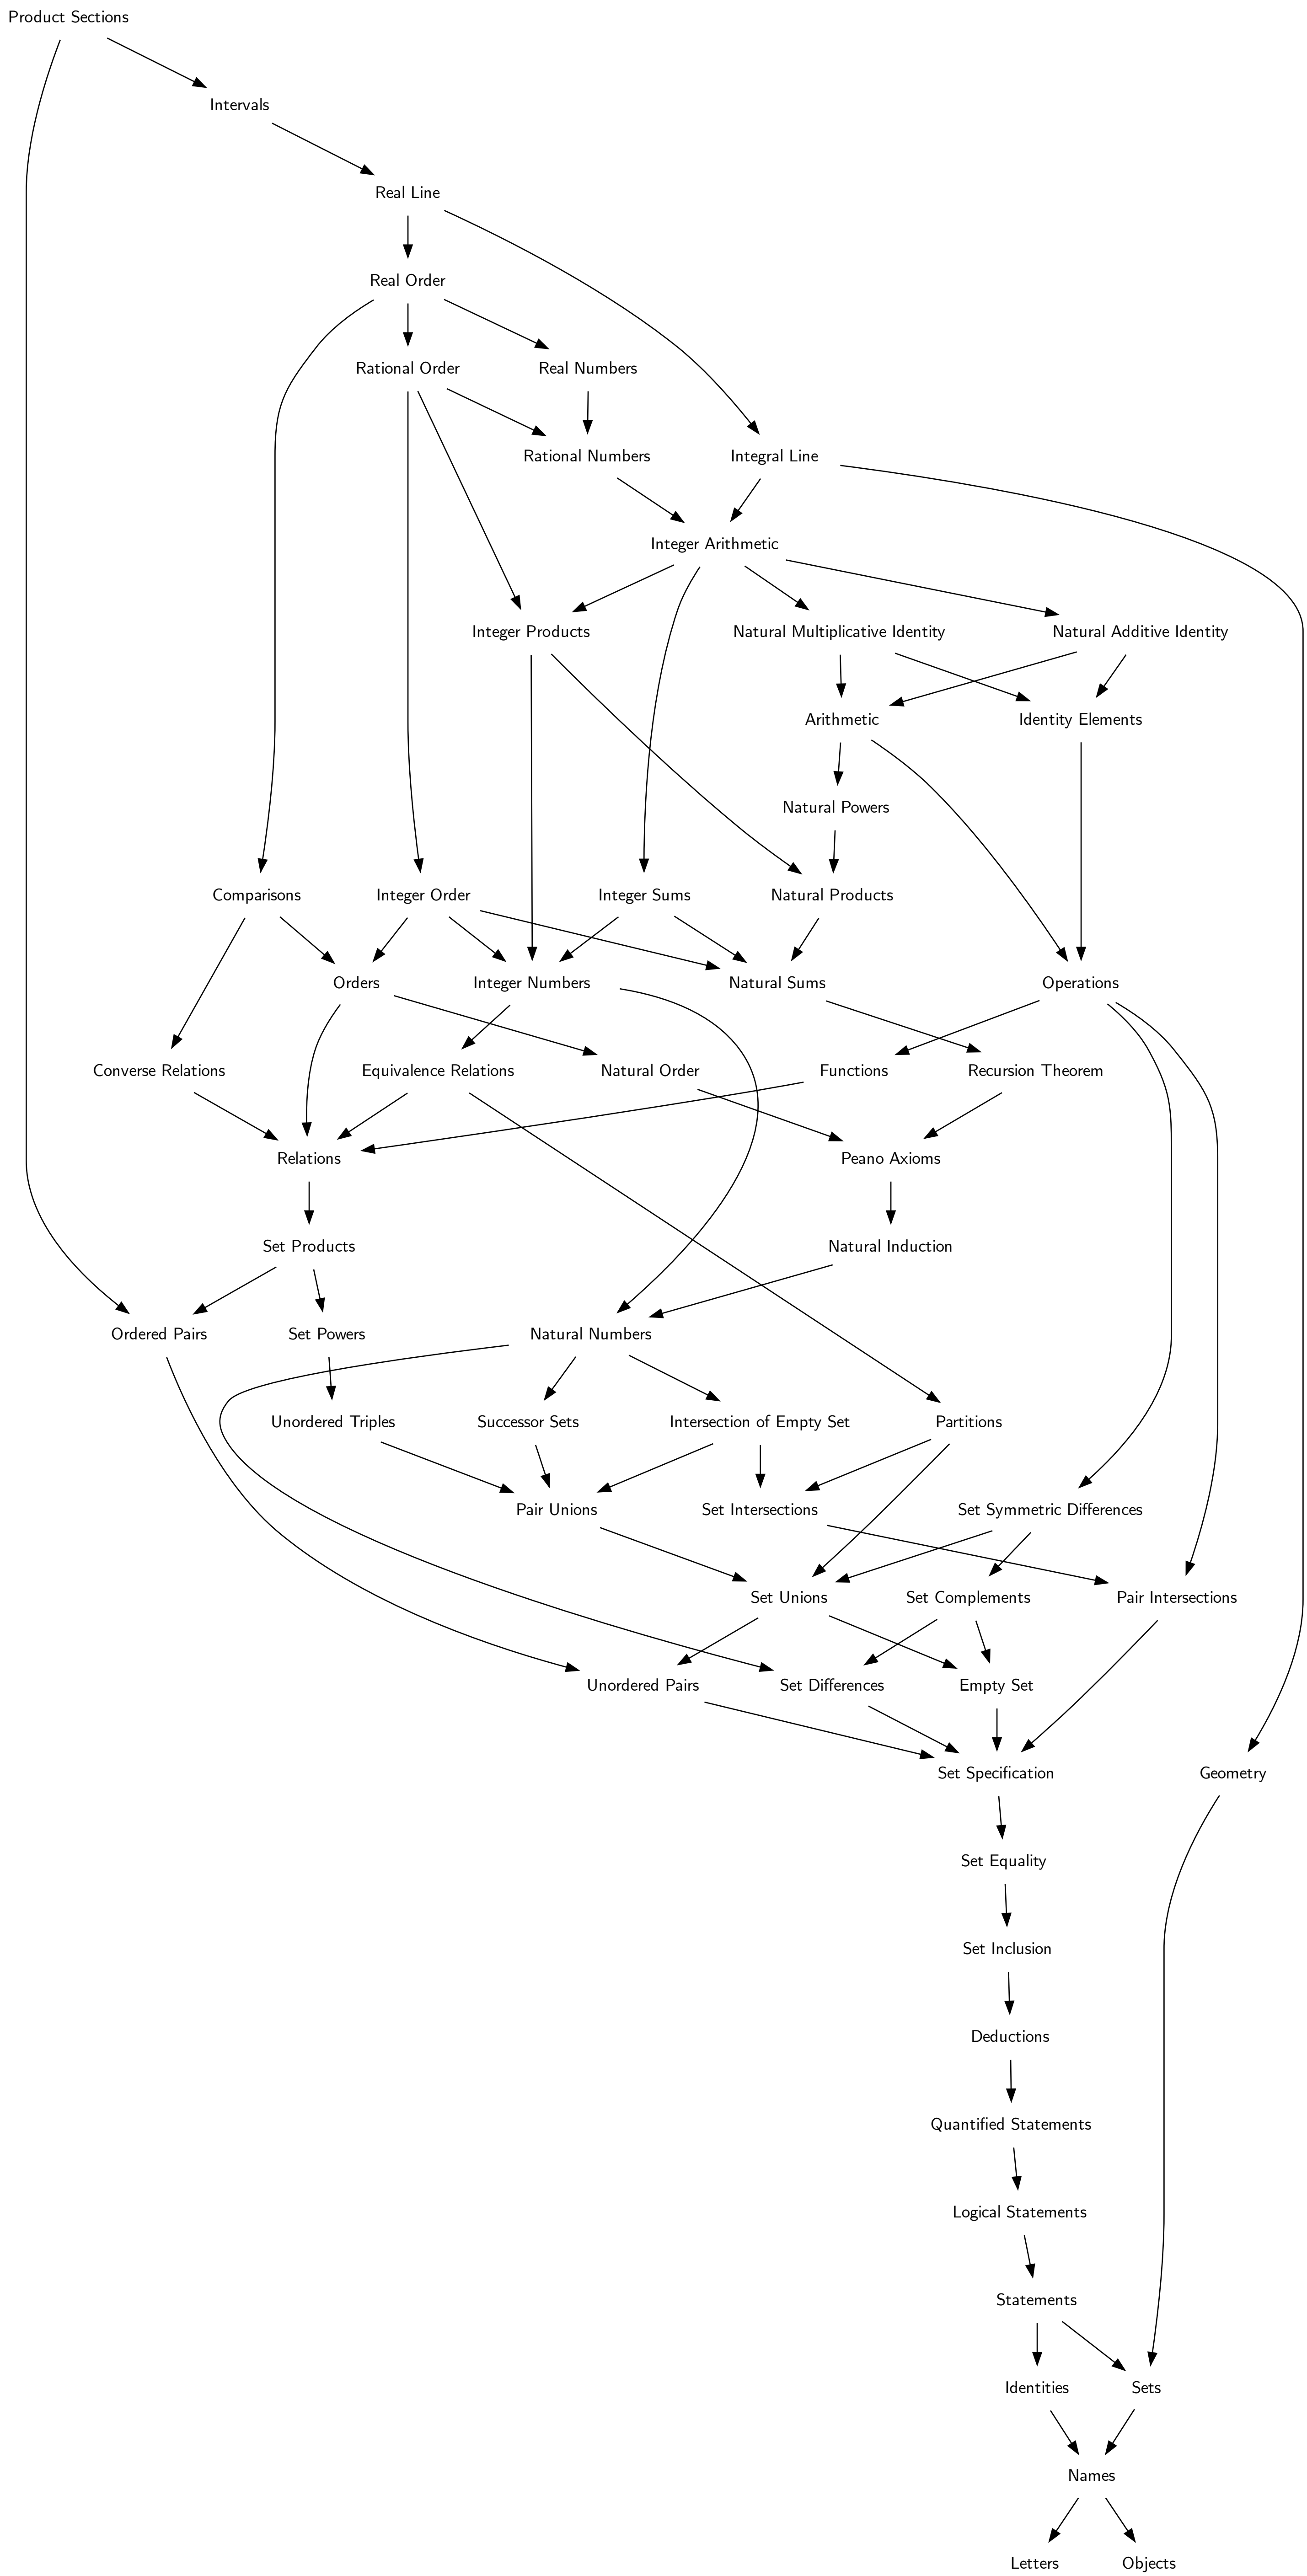 Product Sections
Intervals
Real Line
Real Order
Rational Order
Real Numbers
Rational Numbers
Integral Line
Integer Arithmetic
Integer Products
Natural Multiplicative Identity
Natural Additive Identity
Arithmetic
Identity Elements
Natural Powers
Comparisons
Integer Order
Integer Sums
Natural Products
Orders
Integer Numbers
Natural Sums
Operations
Converse Relations
Equivalence Relations
Natural Order
Functions
Recursion Theorem
Relations
Peano Axioms
Set Products
Natural Induction
Ordered Pairs
Set Powers
Natural Numbers
Unordered Triples
Successor Sets
Intersection of Empty Set
Partitions
Pair Unions
Set Intersections
Set Symmetric Differences
Set Unions
Set Complements
Pair Intersections
Unordered Pairs
Set Differences
Empty Set
Set Specification
Geometry
Set Equality
Set Inclusion
Deductions
Quantified Statements
Logical Statements
Statements
Identities
Sets
Names
Letters
Objects